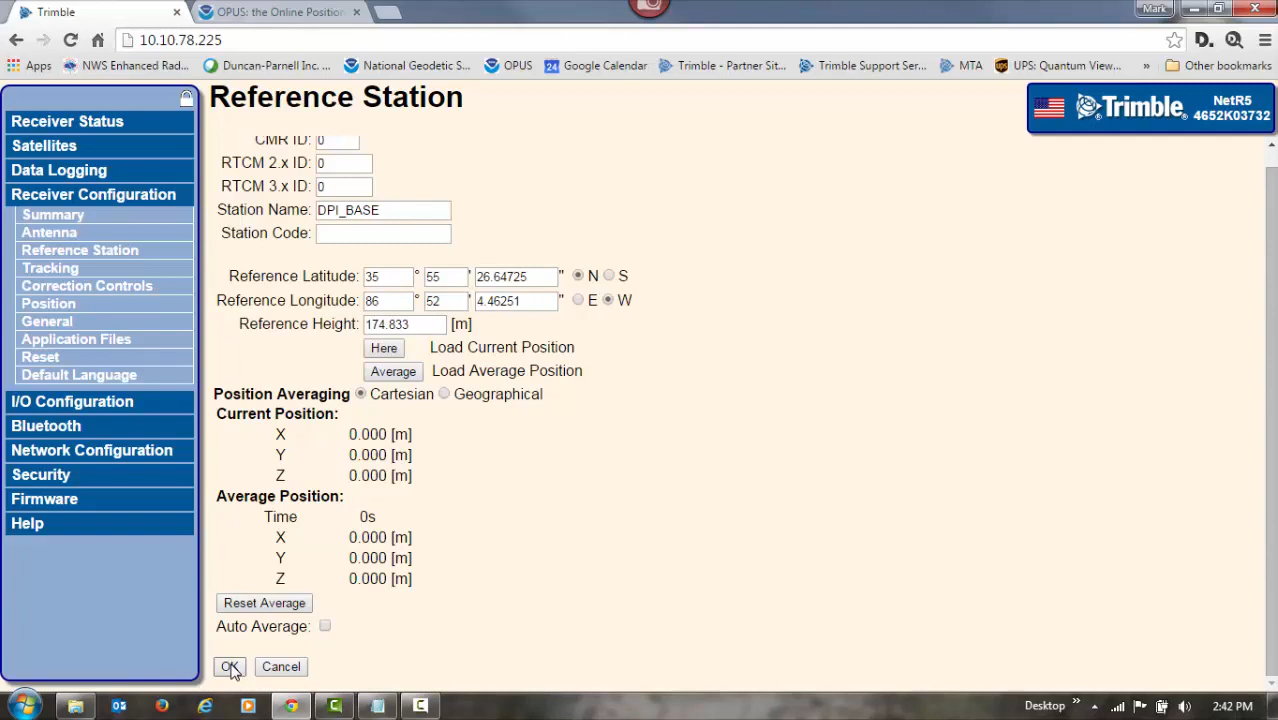 Trimble
OPUS: the Online Position
Mark
10.10.78.225
Apps
NWS Enhanced Rad...
Duncan-Parnell Inc. ...
National Geodetic S...
OPUS
24 Google Calendar
Trimble - Partner Sit...
Trimble Support Serv...
MTA
UPS: Quantum View...
»
Other bookmarks
Reference Station
Trimble
NetR5
4652K03732
Receiver Status
Satellites
Data Logging
Receiver Configuration
Summary
Antenna
Reference Station
Tracking
Correction Controls
Position
General
Application Files
Reset
Default Language
I/O Configuration
Bluetooth
Network Configuration
Security
Firmware
Help
CMR ID: 0
RTCM 2.x ID: 0
RTCM 3.x ID: 0
Station Name: DPI_BASE
Station Code:
Reference Latitude: 35 ° 55 ' 26.64725 " N S
Reference Longitude: 86 ° 52 ' 4.46251 " E W
Reference Height: 174.833 [m]
Here Load Current Position
Average Load Average Position
Position Averaging Cartesian Geographical
Current Position:
X 0.000 [m]
Y 0.000 [m]
Z 0.000 [m]
Average Position:
Time 0s
X 0.000 [m]
Y 0.000 [m]
Z 0.000 [m]
Reset Average
Auto Average:
OK Cancel
Desktop » 2:42 PM